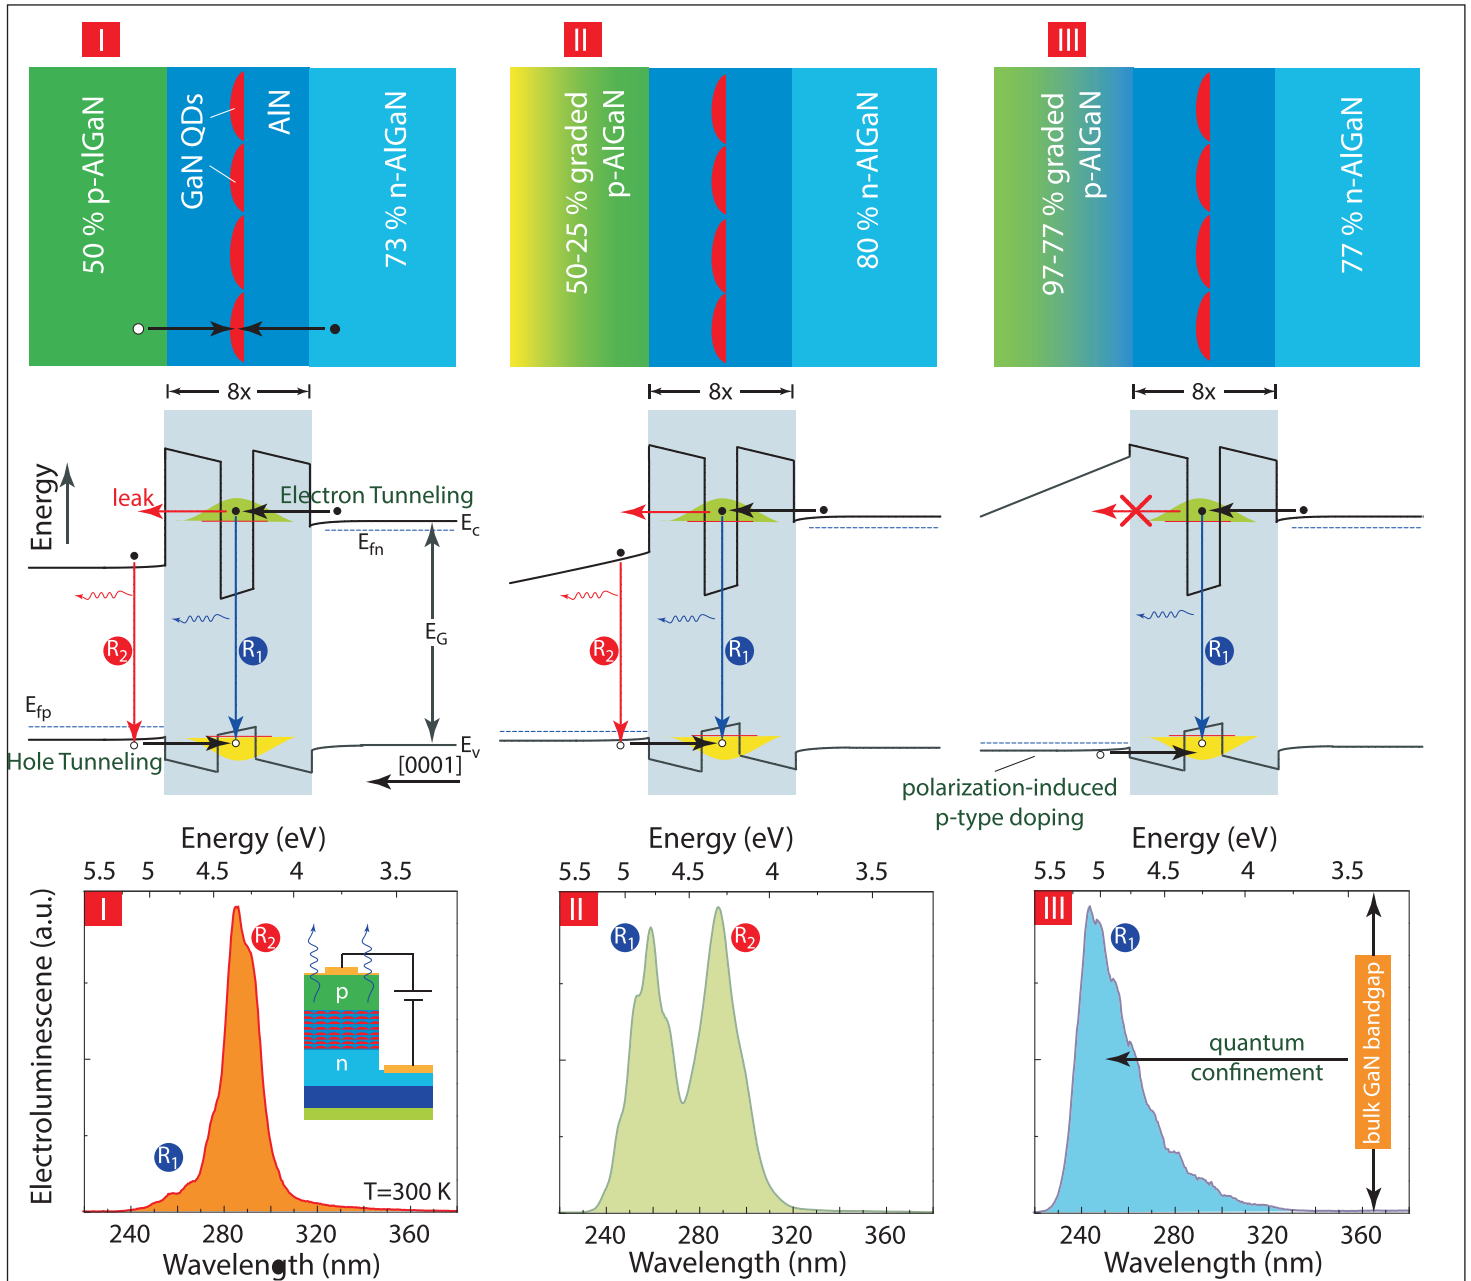 I
II
III
50 % p-AlGaN
GaN QDs
AlN
73 % n-AlGaN
50-25 % graded
p-AlGaN
80 % n-AlGaN
97-77 % graded
p-AlGaN
77 % n-AlGaN
8x
8x
8x
Energy
leak
Electron Tunneling
Ec
Efn
EG
R2
R1
R2
R1
R1
Efp
Ev
Hole Tunneling
[0001]
polarization-induced
p-type doping
Energy (eV)
5.5 5 4.5 4 3.5
Energy (eV)
5.5 5 4.5 4 3.5
Energy (eV)
5.5 5 4.5 4 3.5
Electroluminescene (a.u.)
I
R2
R1
p
n
T=300 K
240 280 320 360
Wavelength (nm)
II
R1
R2
240 280 320 360
Wavelength (nm)
III
R1
quantum
confinement
bulk GaN bandgap
240 280 320 360
Wavelength (nm)